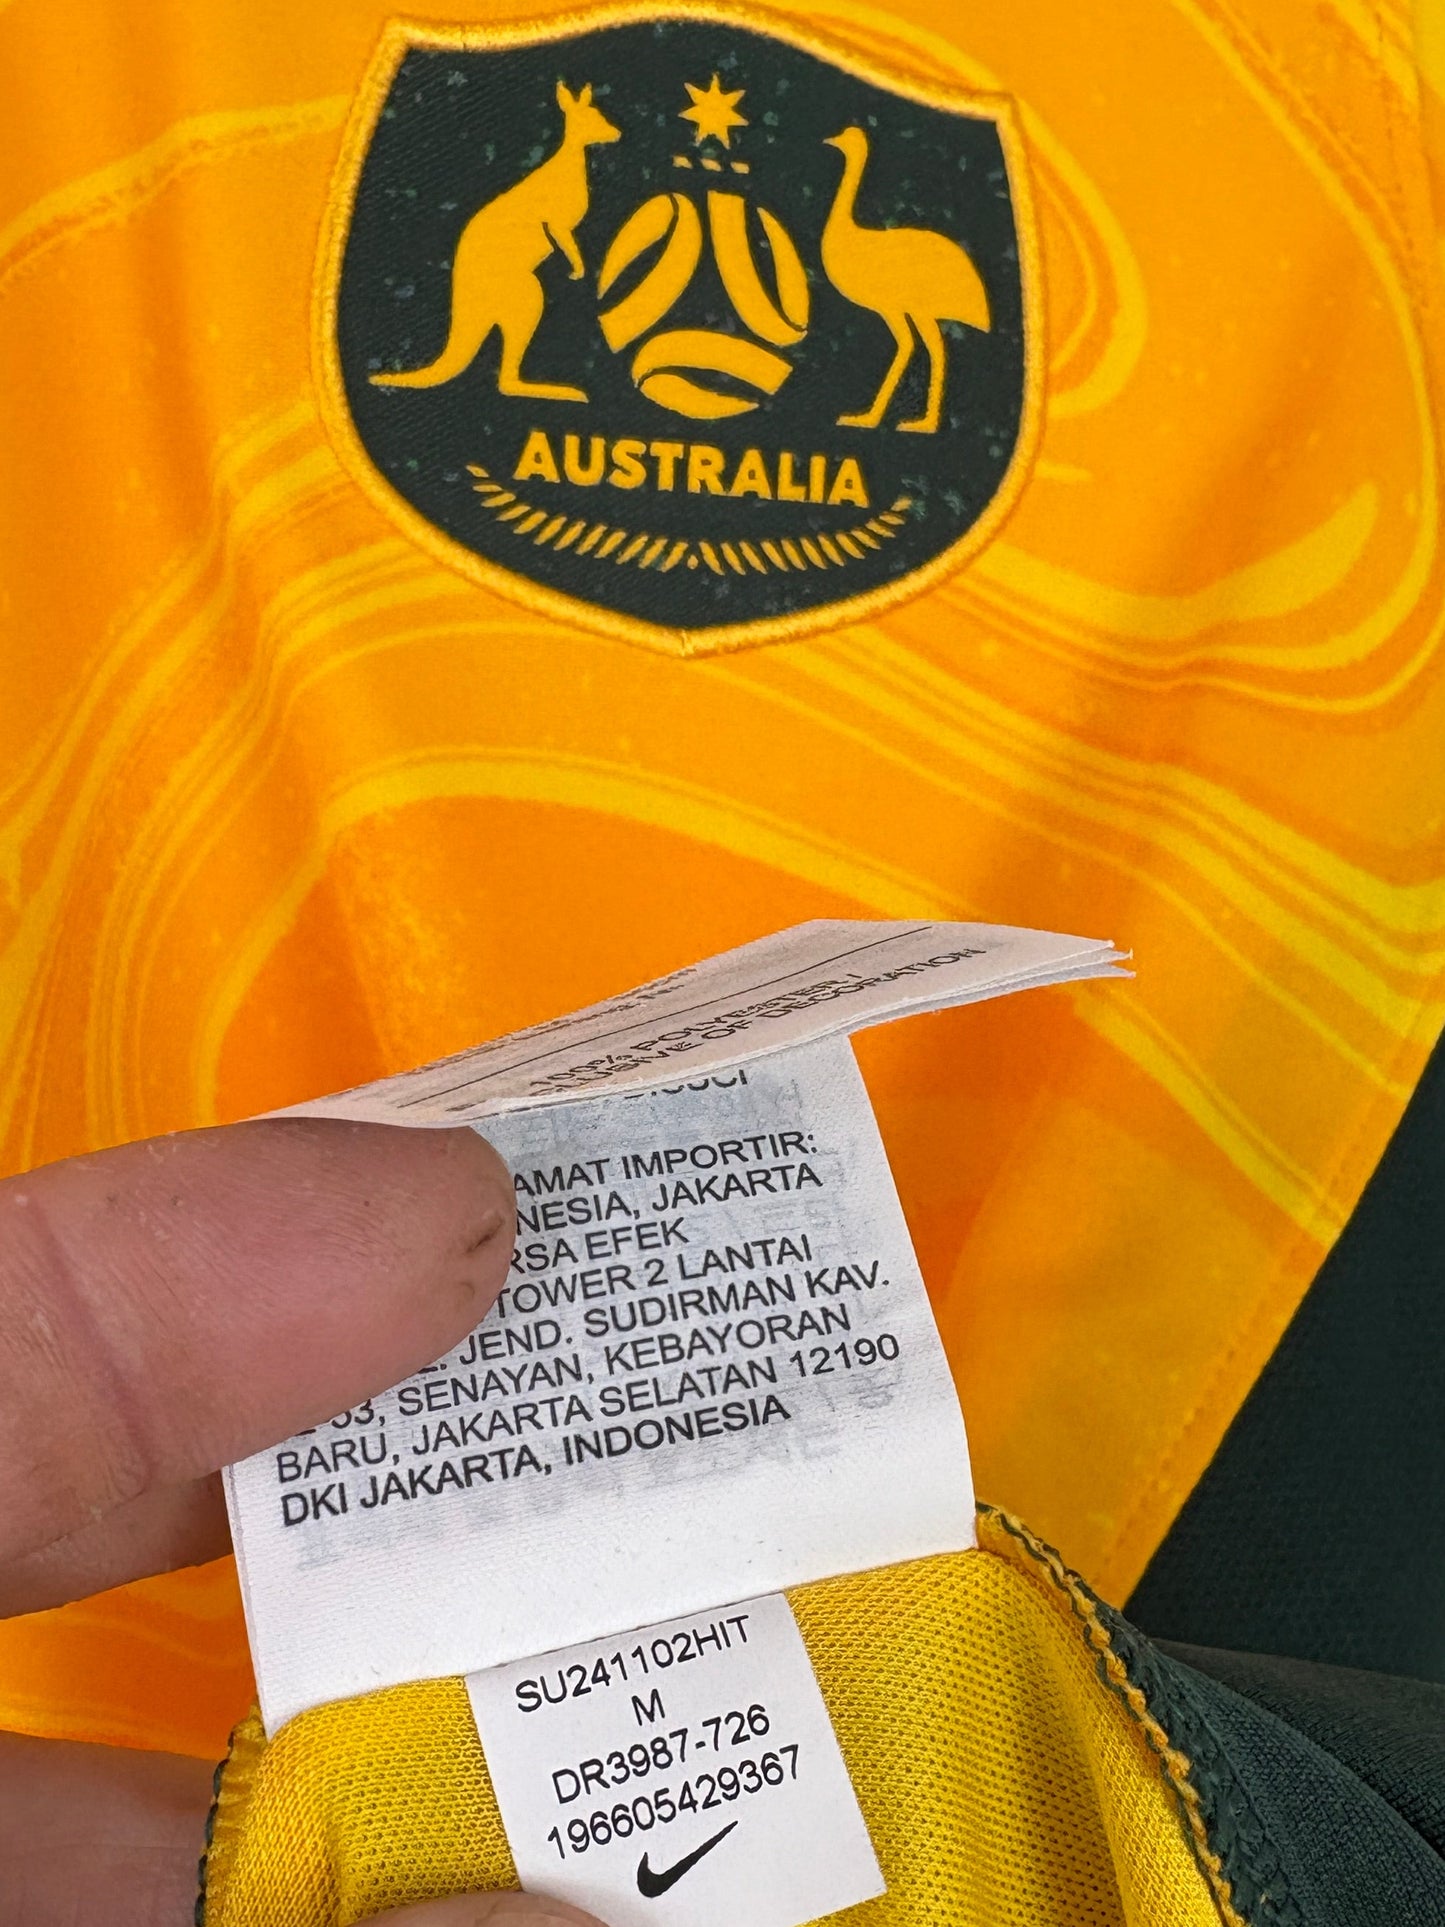 AUSTRALIA
100% POLYESTER /
CLUSIVE OF DECORATION
AMAT IMPORTIR:
NESIA, JAKARTA
RSA EFEK
TOWER 2 LANTAI
JEND. SUDIRMAN KAV.
53, SENAYAN, KEBAYORAN
BARU, JAKARTA SELATAN 12190
DKI JAKARTA, INDONESIA
SU241102HIT
M
DR3987-726
196605429367